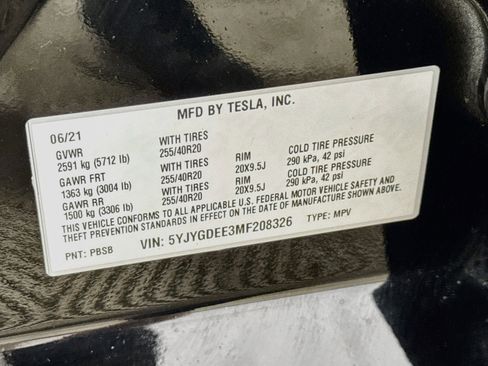 MFD BY TESLA, INC.
06/21
GVWR WITH TIRES RIM COLD TIRE PRESSURE
2591 kg (5712 lb) 255/40R20 20X9.5J 290 kPa, 42 psi
GAWR FRT WITH TIRES RIM COLD TIRE PRESSURE
1363 kg (3004 lb) 255/40R20 20X9.5J 290 kPa, 42 psi
GAWR RR WITH TIRES
1500 kg (3306 lb) 255/40R20
THIS VEHICLE CONFORMS TO ALL APPLICABLE U.S. FEDERAL MOTOR VEHICLE SAFETY AND
THEFT PREVENTION STANDARDS IN EFFECT ON THE DATE OF MANUFACTURE SHOWN ABOVE.
PNT: PBSB VIN: 5YJYGDEE3MF208326 TYPE: MPV